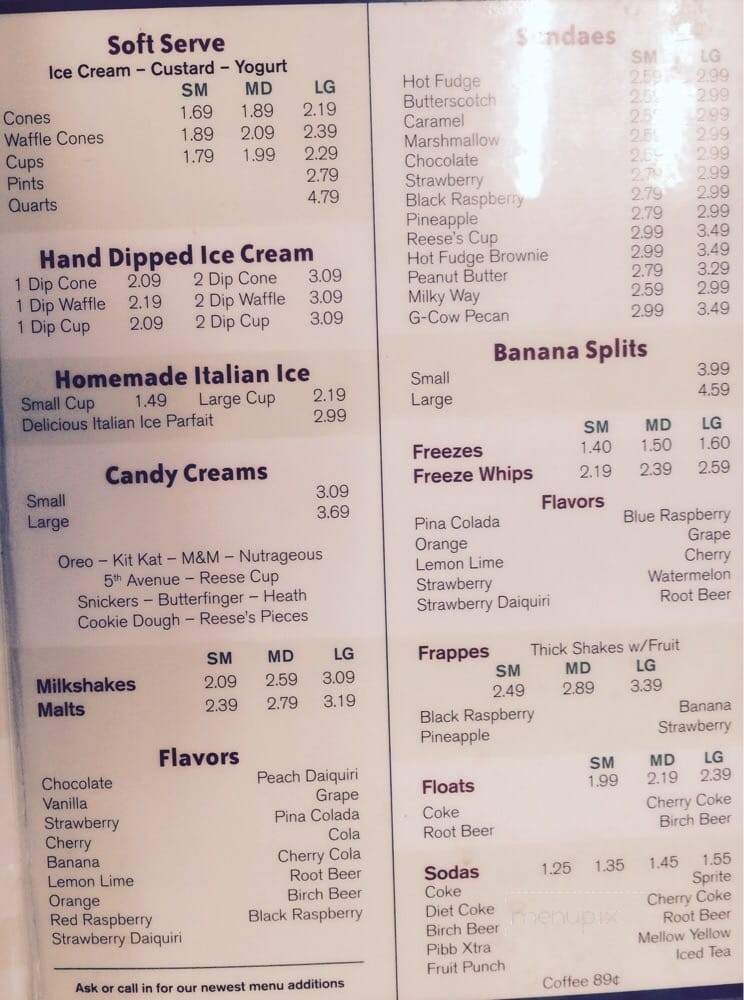 Soft Serve
Ice Cream – Custard – Yogurt
SM MD LG
Cones 1.69 1.89 2.19
Waffle Cones 1.89 2.09 2.39
Cups 1.79 1.99 2.29
Pints 2.79
Quarts 4.79
Hand Dipped Ice Cream
1 Dip Cone 2.09 2 Dip Cone 3.09
1 Dip Waffle 2.19 2 Dip Waffle 3.09
1 Dip Cup 2.09 2 Dip Cup 3.09
Homemade Italian Ice
Small Cup 1.49 Large Cup 2.19
Delicious Italian Ice Parfait 2.99
Candy Creams
Small 3.09
Large 3.69
Oreo – Kit Kat – M&M – Nutrageous
5th Avenue – Reese Cup
Snickers – Butterfinger – Heath
Cookie Dough – Reese's Pieces
SM MD LG
Milkshakes 2.09 2.59 3.09
Malts 2.39 2.79 3.19
Flavors
Chocolate Peach Daiquiri
Vanilla Grape
Strawberry Pina Colada
Cherry Cola
Banana Cherry Cola
Lemon Lime Root Beer
Orange Birch Beer
Red Raspberry Black Raspberry
Strawberry Daiquiri
Ask or call in for our newest menu additions
Sundaes
SM LG
Hot Fudge 2.59 2.99
Butterscotch 2.99
Caramel 2.99
Marshmallow 2.99
Chocolate 2.99
Strawberry 2.99
Black Raspberry 2.79 2.99
Pineapple 2.79 2.99
Reese's Cup 2.99 3.49
Hot Fudge Brownie 2.99 3.49
Peanut Butter 2.79 3.29
Milky Way 2.59 2.99
G-Cow Pecan 2.99 3.49
Banana Splits
Small 3.99
Large 4.59
SM MD LG
Freezes 1.40 1.50 1.60
Freeze Whips 2.19 2.39 2.59
Flavors
Pina Colada Blue Raspberry
Orange Grape
Lemon Lime Cherry
Strawberry Watermelon
Strawberry Daiquiri Root Beer
Frappes Thick Shakes w/Fruit
SM MD LG
2.49 2.89 3.39
Black Raspberry Banana
Pineapple Strawberry
SM MD LG
Floats 1.99 2.19 2.39
Coke Cherry Coke
Root Beer Birch Beer
Sodas 1.25 1.35 1.45 1.55
Coke Sprite
Diet Coke Cherry Coke
Birch Beer Root Beer
Pibb Xtra Mellow Yellow
Fruit Punch Iced Tea
Coffee 89¢
menupix